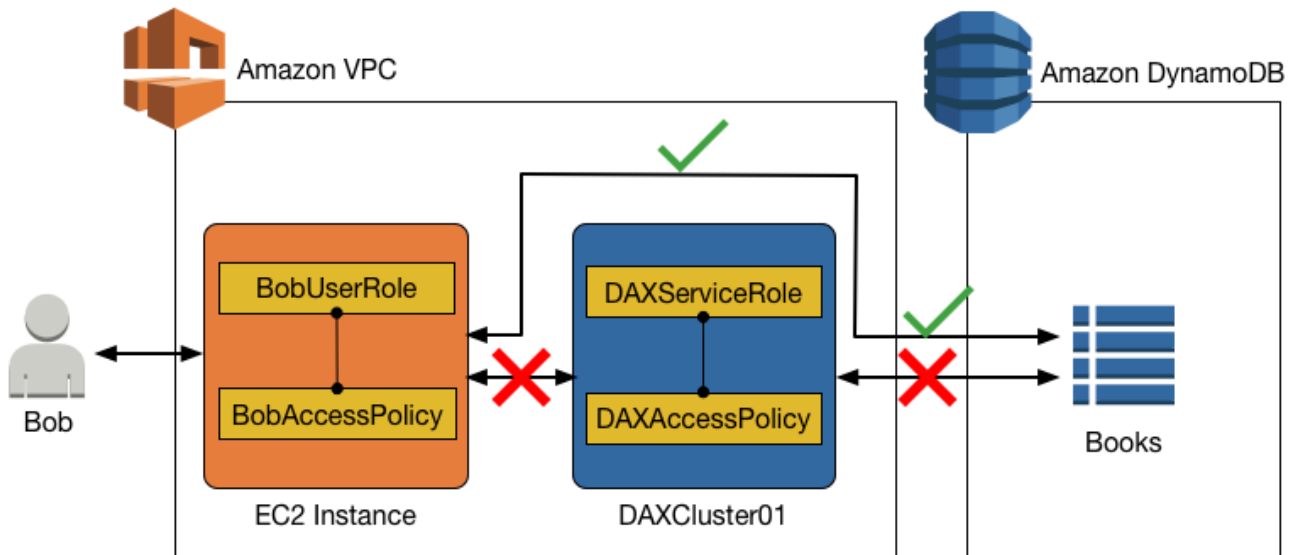 Amazon VPC
Amazon DynamoDB
BobUserRole
DAXServiceRole
BobAccessPolicy
DAXAccessPolicy
Bob
Books
EC2 Instance
DAXCluster01